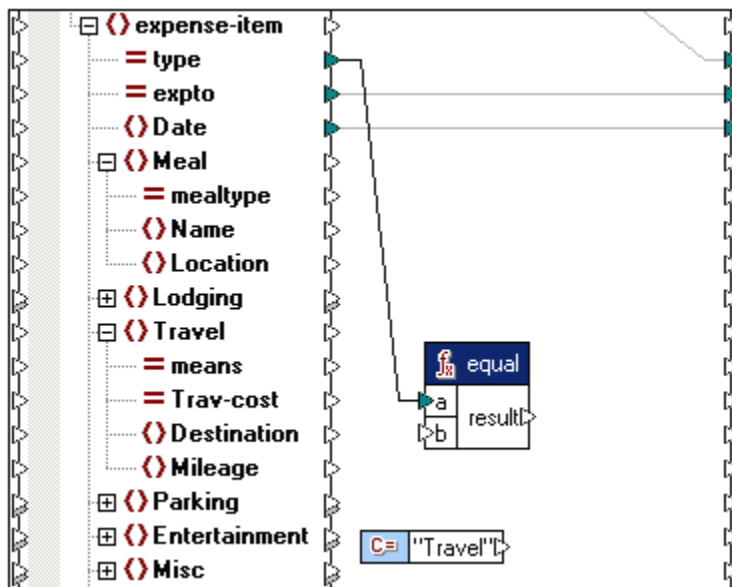 expense-item
type
expto
Date
Meal
mealtype
Name
Location
Lodging
Travel
means
fx equal
Trav-cost
a
result
Destination
b
Mileage
Parking
Entertainment
C= "Travel"
Misc